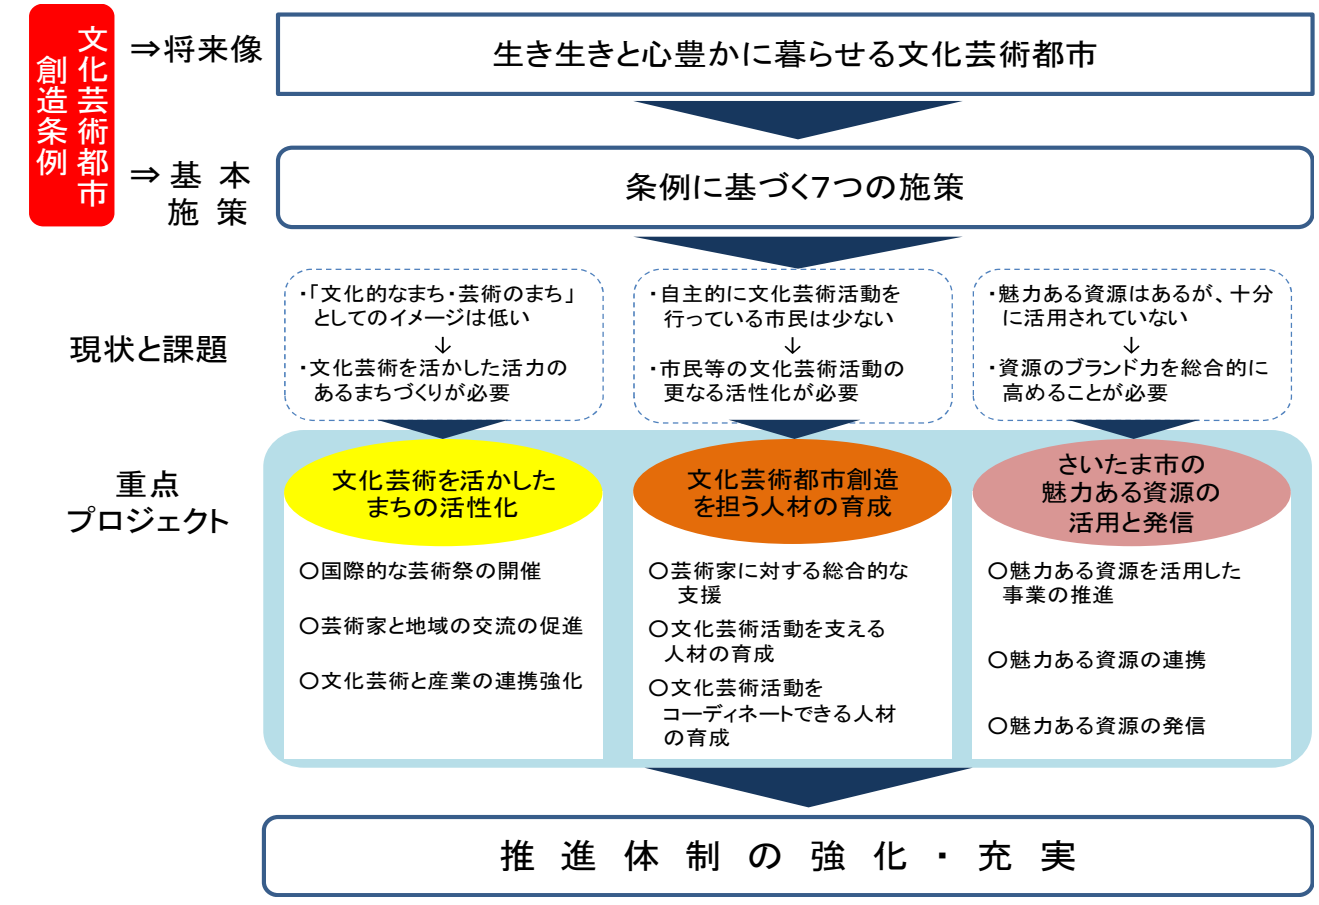 文化芸術都市
創造条例
⇒将来像
生き生きと心豊かに暮らせる文化芸術都市
⇒基本
施策
条例に基づく7つの施策
現状と課題
・「文化的なまち・芸術のまち」
としてのイメージは低い
↓
・文化芸術を活かした活力の
あるまちづくりが必要
・自主的に文化芸術活動を
行っている市民は少ない
↓
・市民等の文化芸術活動の
更なる活性化が必要
・魅力ある資源はあるが、十分
に活用されていない
↓
・資源のブランド力を総合的に
高めることが必要
重点
プロジェクト
文化芸術を活かした
まちの活性化
〇国際的な芸術祭の開催
〇芸術家と地域の交流の促進
〇文化芸術と産業の連携強化
文化芸術都市創造
を担う人材の育成
〇芸術家に対する総合的な
支援
〇文化芸術活動を支える
人材の育成
〇文化芸術活動を
コーディネートできる人材
の育成
さいたま市の
魅力ある資源の
活用と発信
〇魅力ある資源を活用した
事業の推進
〇魅力ある資源の連携
〇魅力ある資源の発信
推進体制の強化・充実